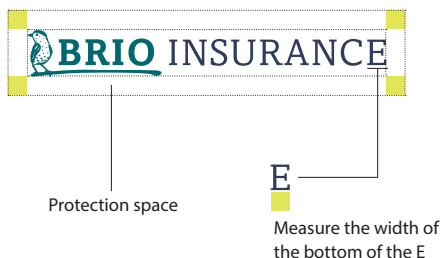 BRIO INSURANCE
E
Protection space
Measure the width of
the bottom of the E